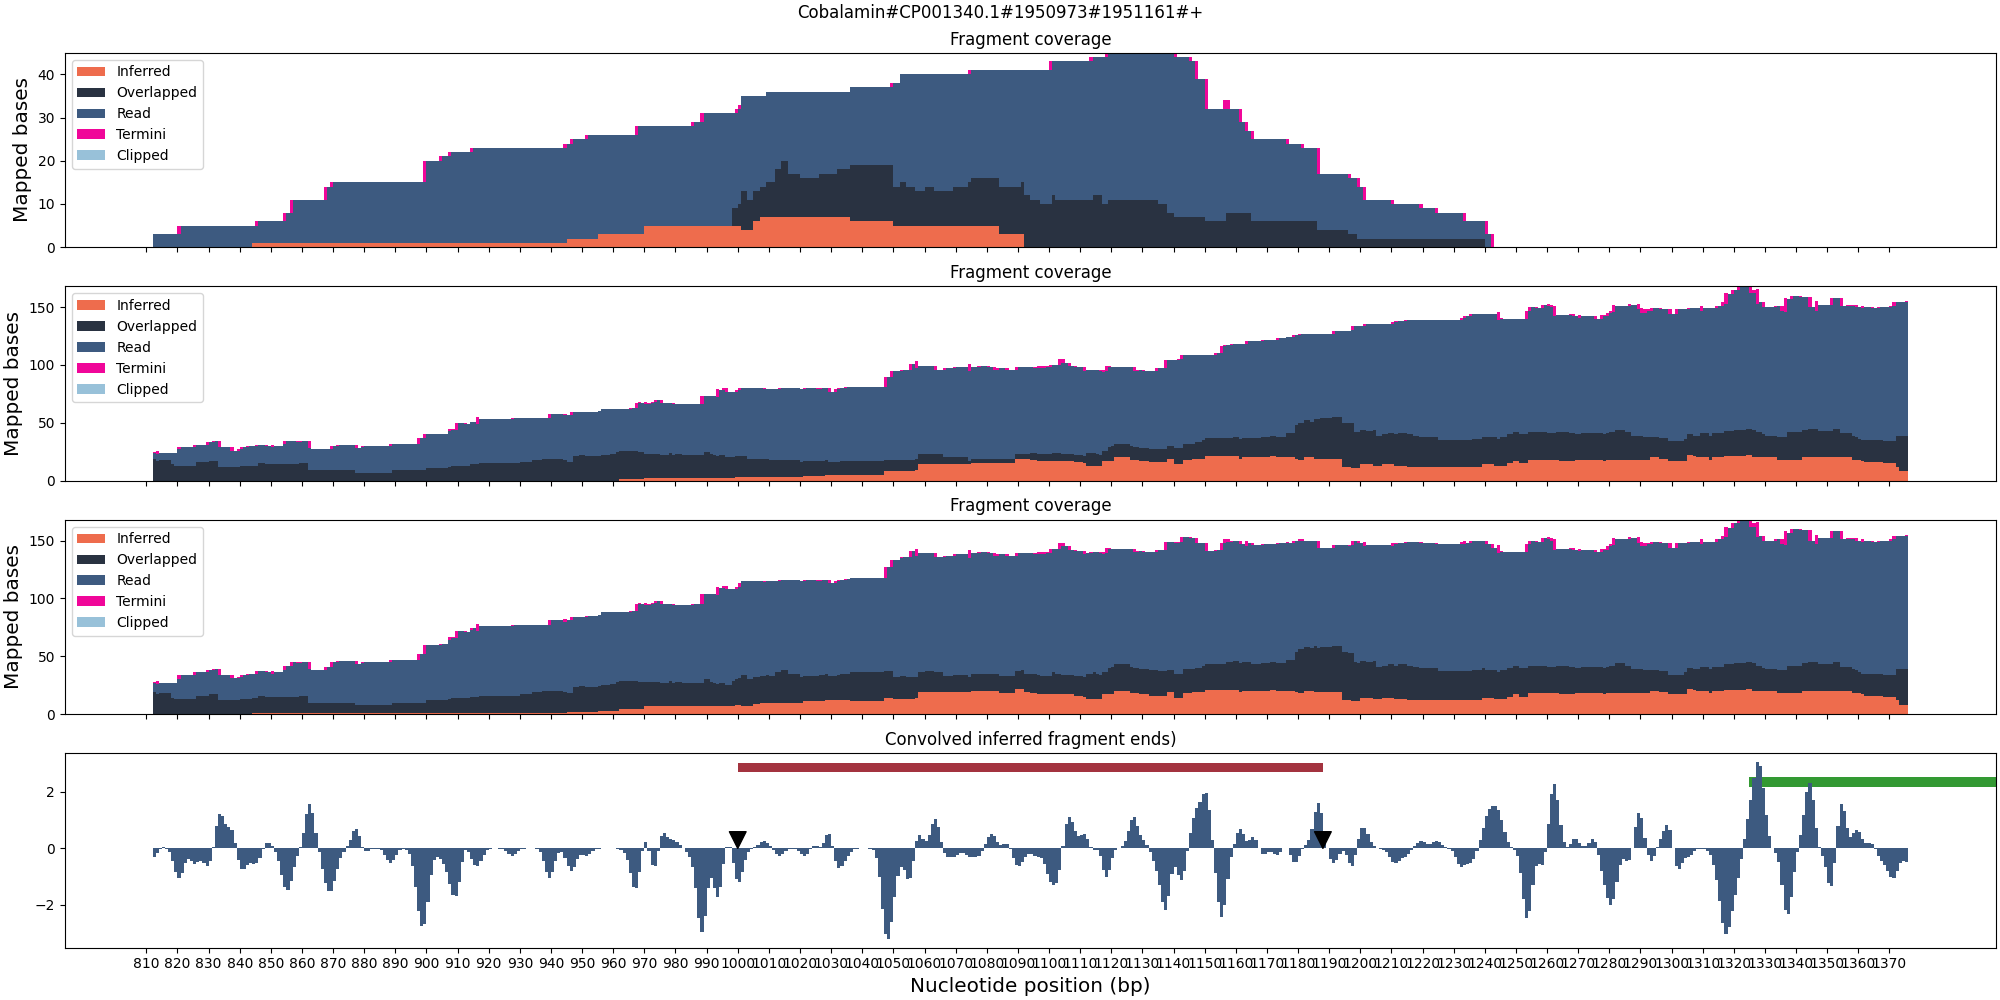 Cobalamin#CP001340.1#1950973#1951161#+
Fragment coverage
Mapped bases
40
30
20
10
0
Inferred
Overlapped
Read
Termini
Clipped
Fragment coverage
Mapped bases
150
100
50
0
Inferred
Overlapped
Read
Termini
Clipped
Fragment coverage
Mapped bases
150
100
50
0
Inferred
Overlapped
Read
Termini
Clipped
Convolved inferred fragment ends)
2
0
−2
810 820 830 840 850 860 870 880 890 900 910 920 930 940 950 960 970 980 990 1000 1010 1020 1030 1040 1050 1060 1070 1080 1090 1100 1110 1120 1130 1140 1150 1160 1170 1180 1190 1200 1210 1220 1230 1240 1250 1260 1270 1280 1290 1300 1310 1320 1330 1340 1350 1360 1370
Nucleotide position (bp)